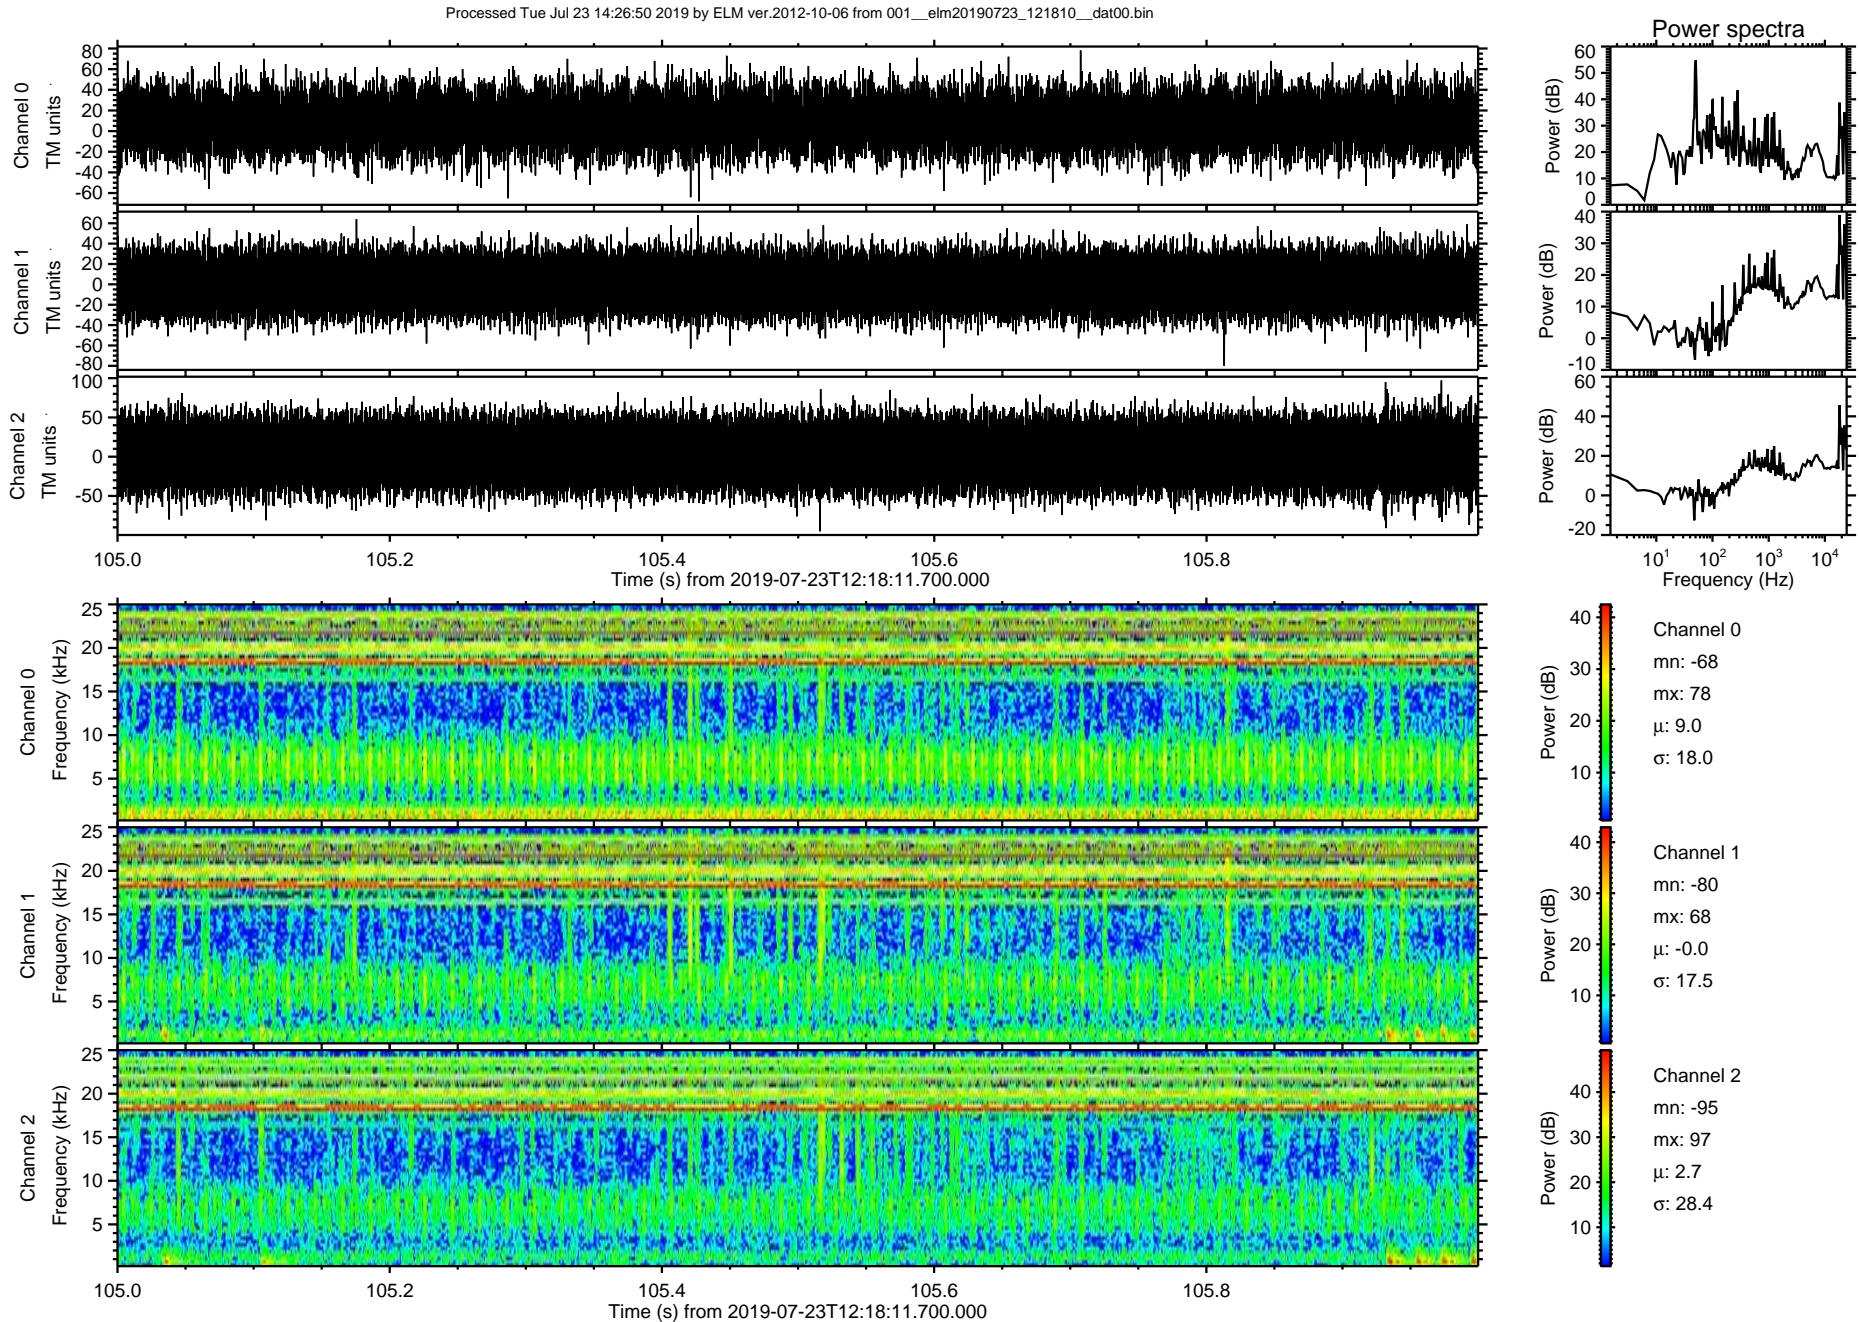 Processed Tue Jul 23 14:26:50 2019 by ELM ver.2012-10-06 from 001__elm20190723_121810__dat00.bin
Power spectra
Channel 0
TM units
80
60
40
20
0
-20
-40
-60
Power (dB)
60
50
40
30
20
10
0
Channel 1
TM units
60
40
20
0
-20
-40
-60
-80
Power (dB)
40
30
20
10
0
-10
Channel 2
TM units
100
50
0
-50
Power (dB)
60
40
20
0
-20
105.0 105.2 105.4 105.6 105.8
Time (s) from 2019-07-23T12:18:11.700.000
10^1 10^2 10^3 10^4
Frequency (Hz)
Channel 0
Frequency (kHz)
25
20
15
10
5
Power (dB)
40
30
20
10
Channel 0
mn: -68
mx: 78
μ: 9.0
σ: 18.0
Channel 1
Frequency (kHz)
25
20
15
10
5
Power (dB)
40
30
20
10
Channel 1
mn: -80
mx: 68
μ: -0.0
σ: 17.5
Channel 2
Frequency (kHz)
25
20
15
10
5
Power (dB)
40
30
20
10
Channel 2
mn: -95
mx: 97
μ: 2.7
σ: 28.4
105.0 105.2 105.4 105.6 105.8
Time (s) from 2019-07-23T12:18:11.700.000